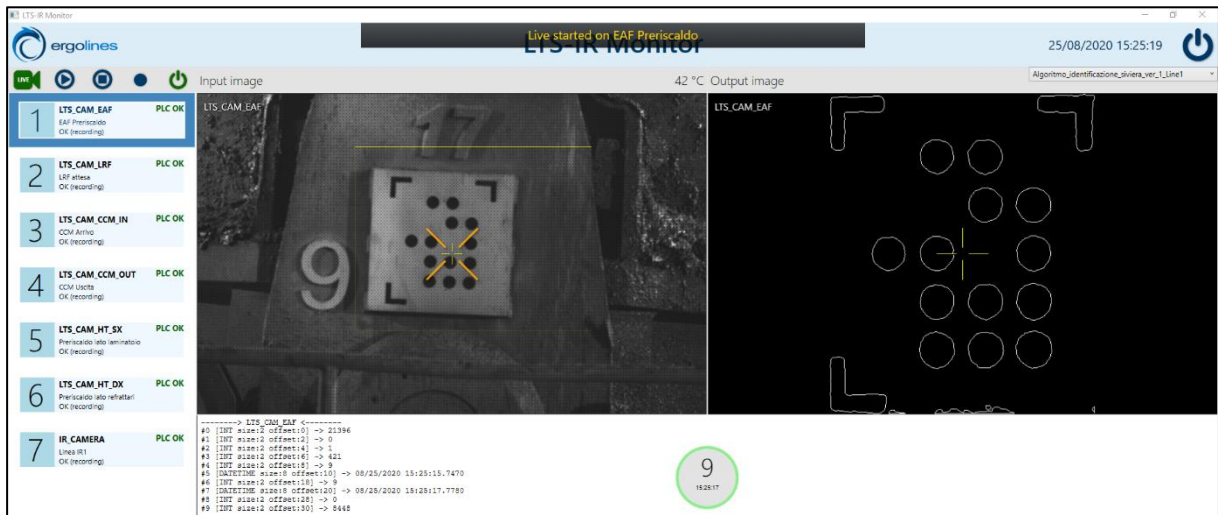 LTS-IR Monitor
ergolines
Live started on EAF Preriscaldo
LTS-IR Monitor
25/08/2020 15:25:19
LIVE
Input image
42 °C
Output image
Algoritmo_identificazione_siviera_ver_1_Line1
1
LTS_CAM_EAF
PLC OK
EAF Preriscaldo
OK (recording)
2
LTS_CAM_LRF
PLC OK
LRF attesa
OK (recording)
3
LTS_CAM_CCM_IN
PLC OK
CCM Arrivo
OK (recording)
4
LTS_CAM_CCM_OUT
PLC OK
CCM Uscita
OK (recording)
5
LTS_CAM_HT_SX
PLC OK
Preriscaldo lato laminatoio
OK (recording)
6
LTS_CAM_HT_DX
PLC OK
Preriscaldo lato refrattari
OK (recording)
7
IR_CAMERA
PLC OK
Linea IR1
OK (recording)
LTS_CAM_EAF
17
9
LTS_CAM_EAF
--------> LTS_CAM_EAF <--------
#0 [INT size:2 offset:0] -> 21396
#1 [INT size:2 offset:2] -> 0
#2 [INT size:2 offset:4] -> 1
#3 [INT size:2 offset:6] -> 421
#4 [INT size:2 offset:8] -> 9
#5 [DATETIME size:8 offset:10] -> 08/25/2020 15:25:15.7470
#6 [INT size:2 offset:18] -> 9
#7 [DATETIME size:8 offset:20] -> 08/25/2020 15:25:17.7780
#8 [INT size:2 offset:28] -> 0
#9 [INT size:2 offset:30] -> 8448
9
15:25:17